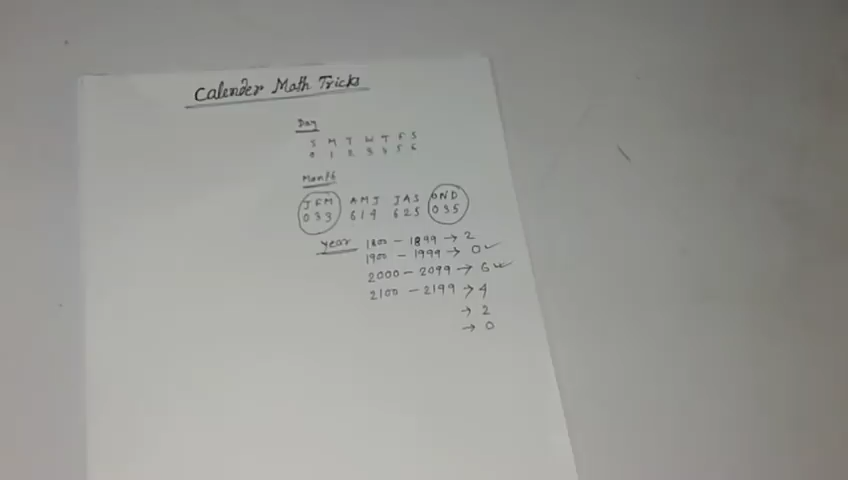 Calender Math Tricks
Day
S M T W T F S
0 1 2 3 4 5 6
Month
JFM AMJ JAS OND
033 614 625 035
Year 1800 - 1899 → 2
1900 - 1999 → 0 ✓
2000 - 2099 → 6 ✓
2100 - 2199 → 4
→ 2
→ 0